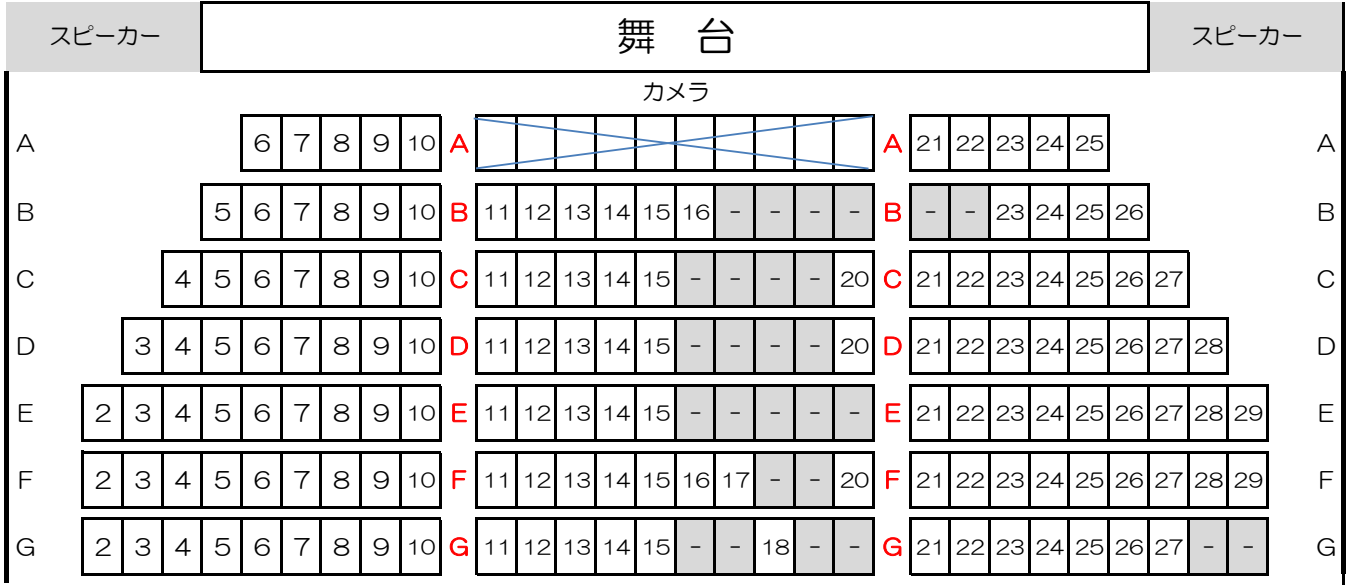 スピーカー 舞 台 スピーカー
カメラ
A 6 7 8 9 10 A A 21 22 23 24 25 A
B 5 6 7 8 9 10 B 11 12 13 14 15 16 - - - - B - - 23 24 25 26 B
C 4 5 6 7 8 9 10 C 11 12 13 14 15 - - - - 20 C 21 22 23 24 25 26 27 C
D 3 4 5 6 7 8 9 10 D 11 12 13 14 15 - - - - 20 D 21 22 23 24 25 26 27 28 D
E 2 3 4 5 6 7 8 9 10 E 11 12 13 14 15 - - - - - E 21 22 23 24 25 26 27 28 29 E
F 2 3 4 5 6 7 8 9 10 F 11 12 13 14 15 16 17 - - 20 F 21 22 23 24 25 26 27 28 29 F
G 2 3 4 5 6 7 8 9 10 G 11 12 13 14 15 - - 18 - - G 21 22 23 24 25 26 27 - - G